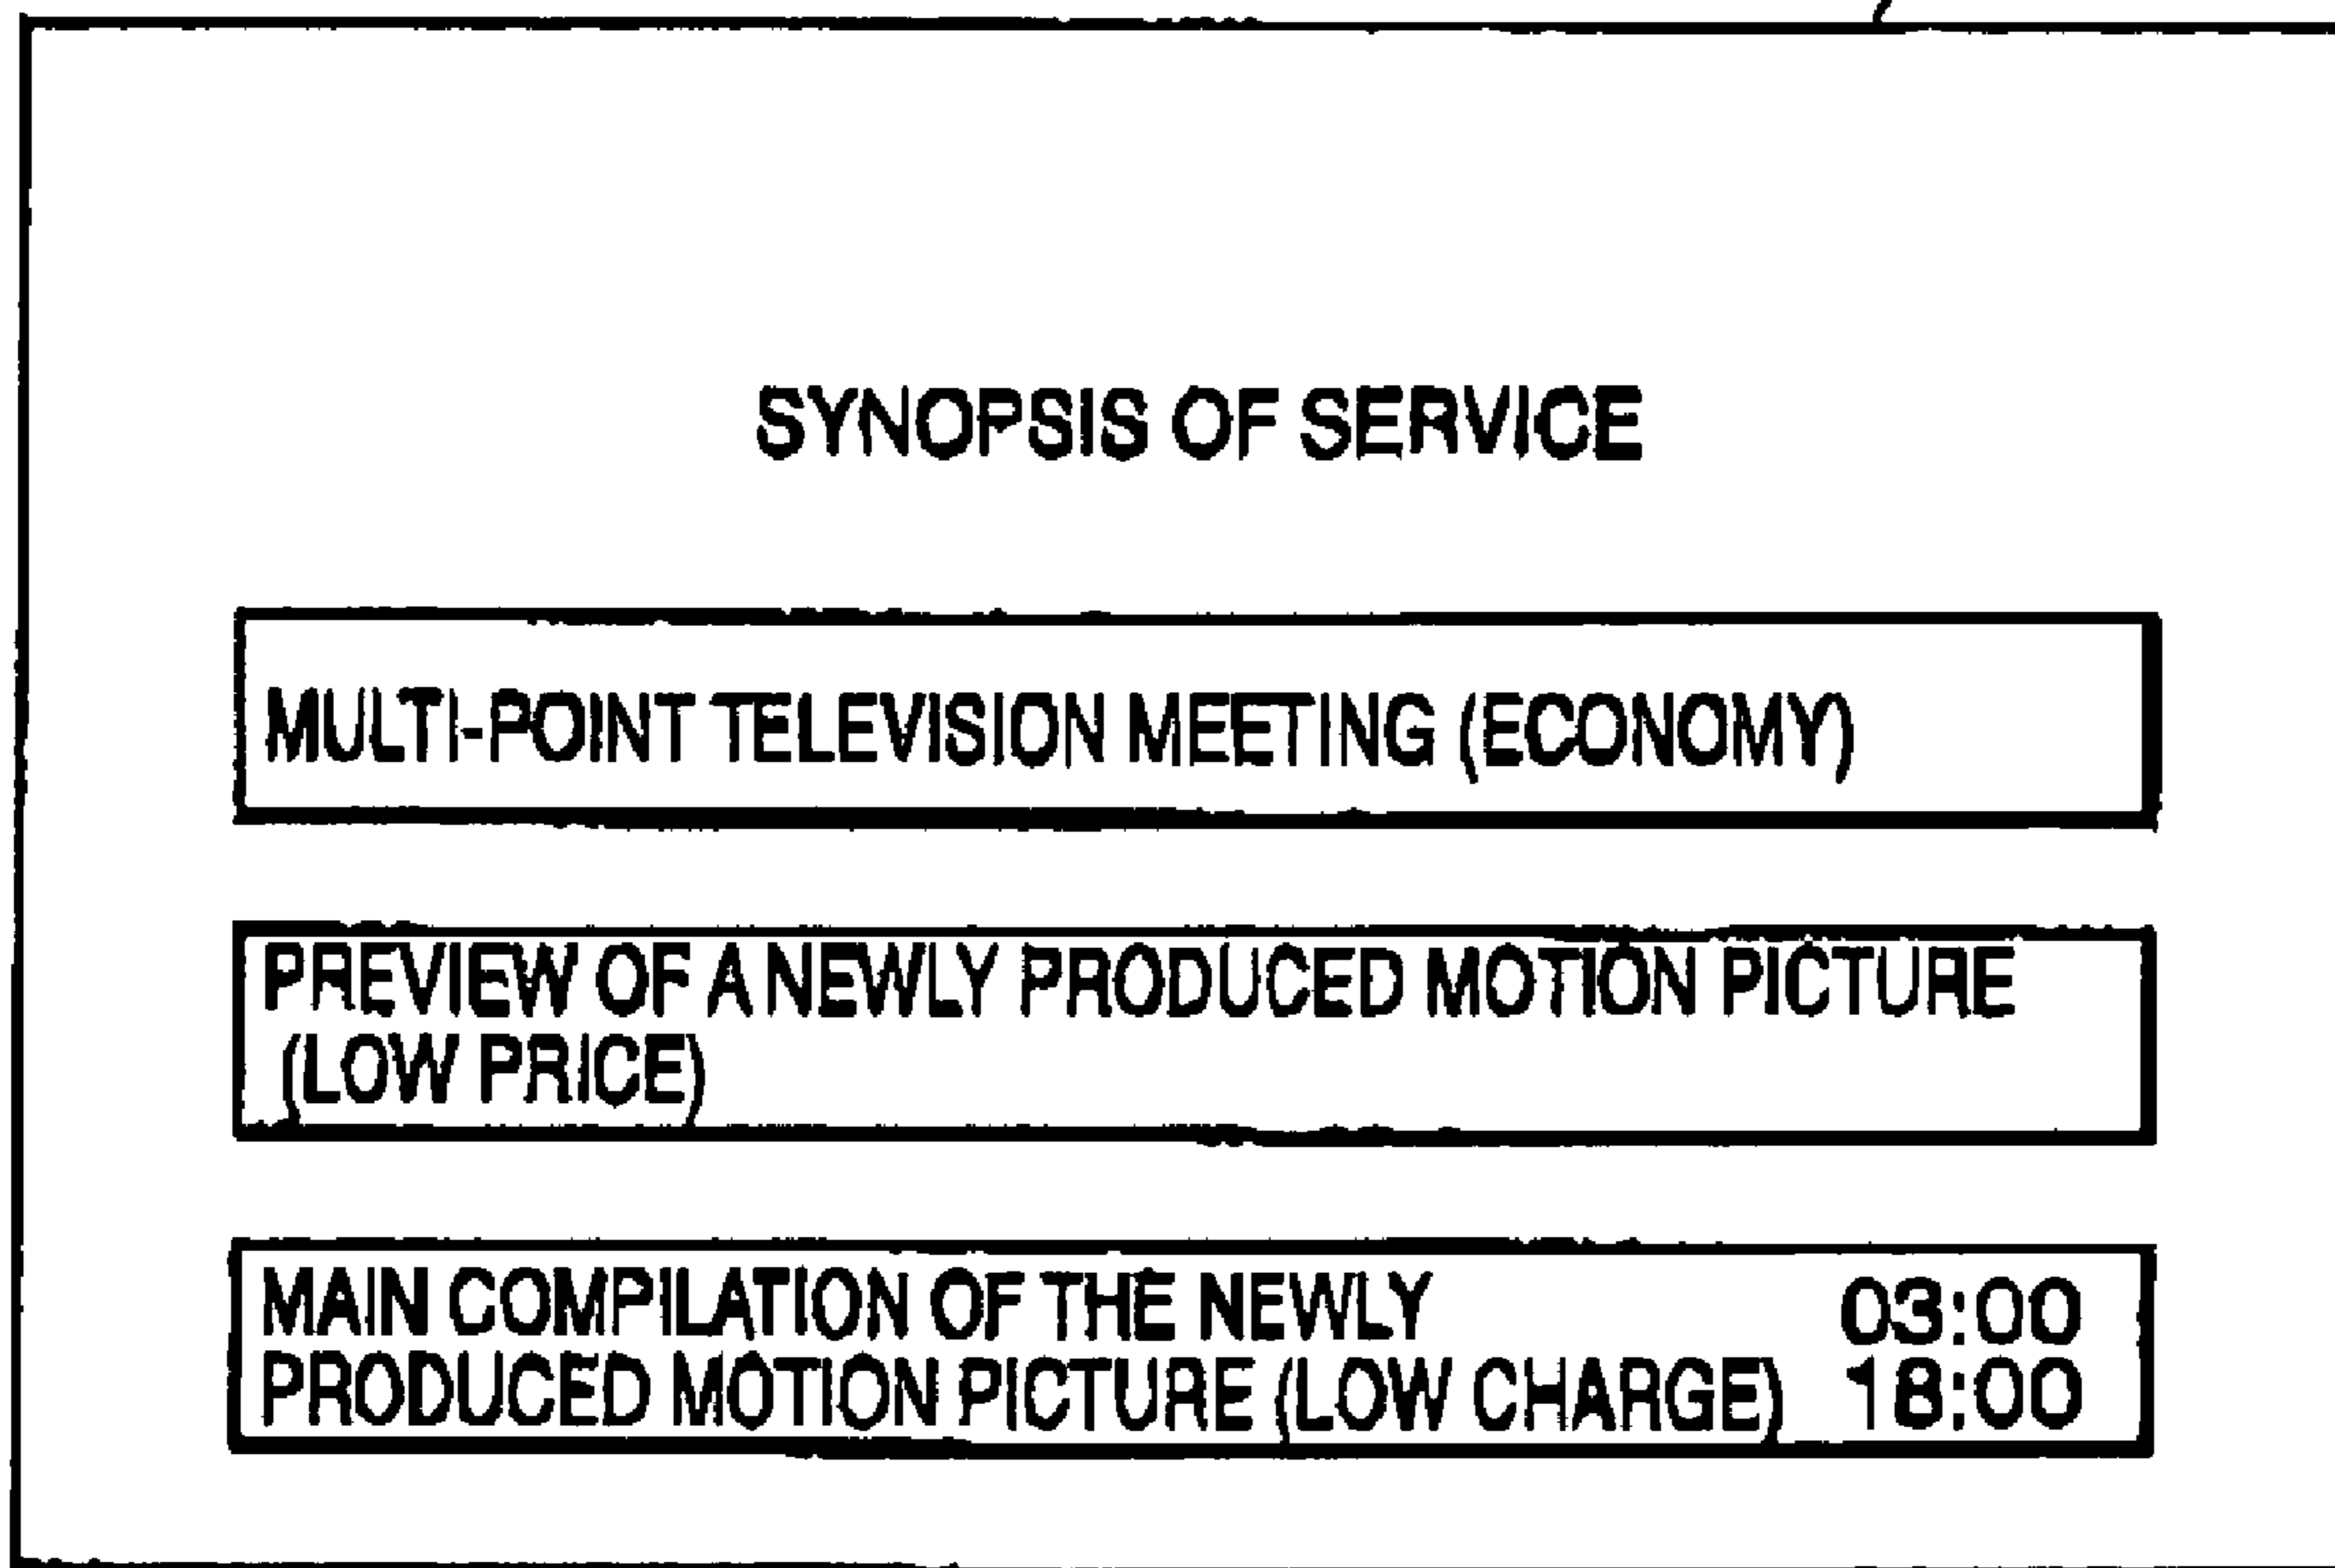 SYNOPSIS OF SERVICE
MULTI-POINT TELEVISION MEETING (ECONOMY)
PREVIEW OF A NEWLY PRODUCED MOTION PICTURE
(LOW PRICE)
MAIN COMPILATION OF THE NEWLY 03:00
PRODUCED MOTION PICTURE (LOW CHARGE) 18:00